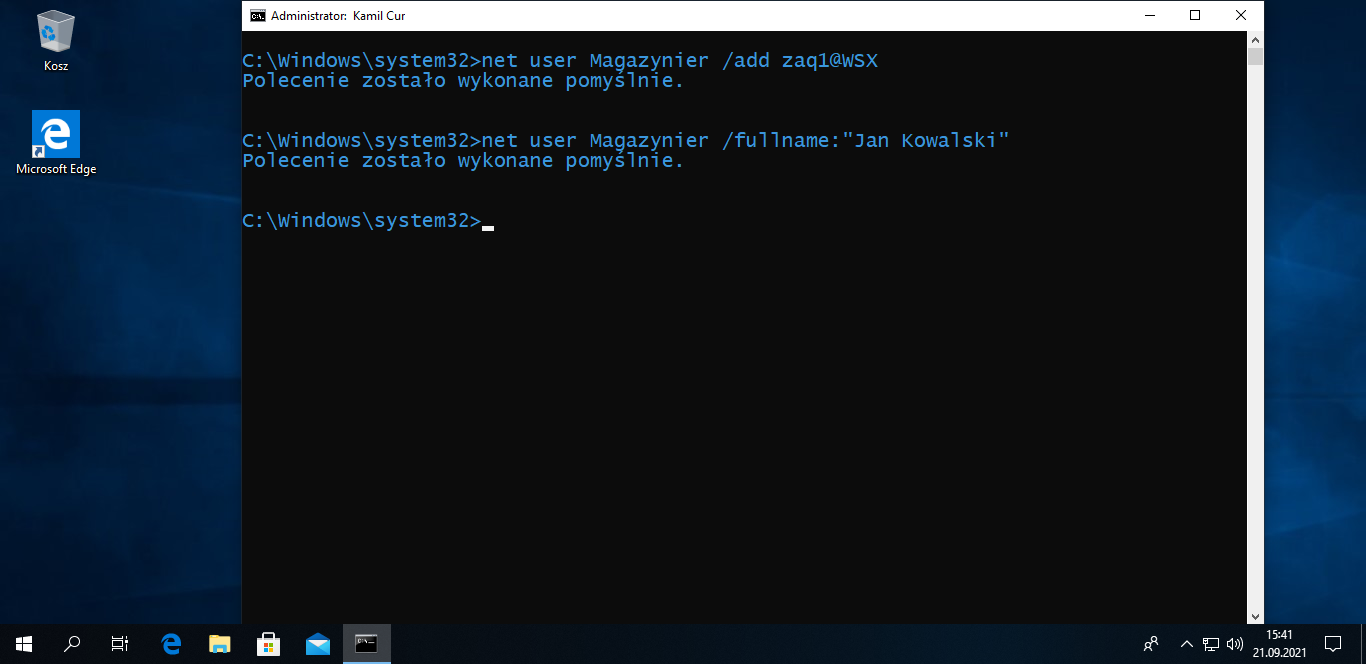 Kosz
Microsoft Edge
Administrator: Kamil Cur
C:\Windows\system32>net user Magazynier /add zaq1@WSX
Polecenie zostało wykonane pomyślnie.
C:\Windows\system32>net user Magazynier /fullname:"Jan Kowalski"
Polecenie zostało wykonane pomyślnie.
C:\Windows\system32>
15:41
21.09.2021